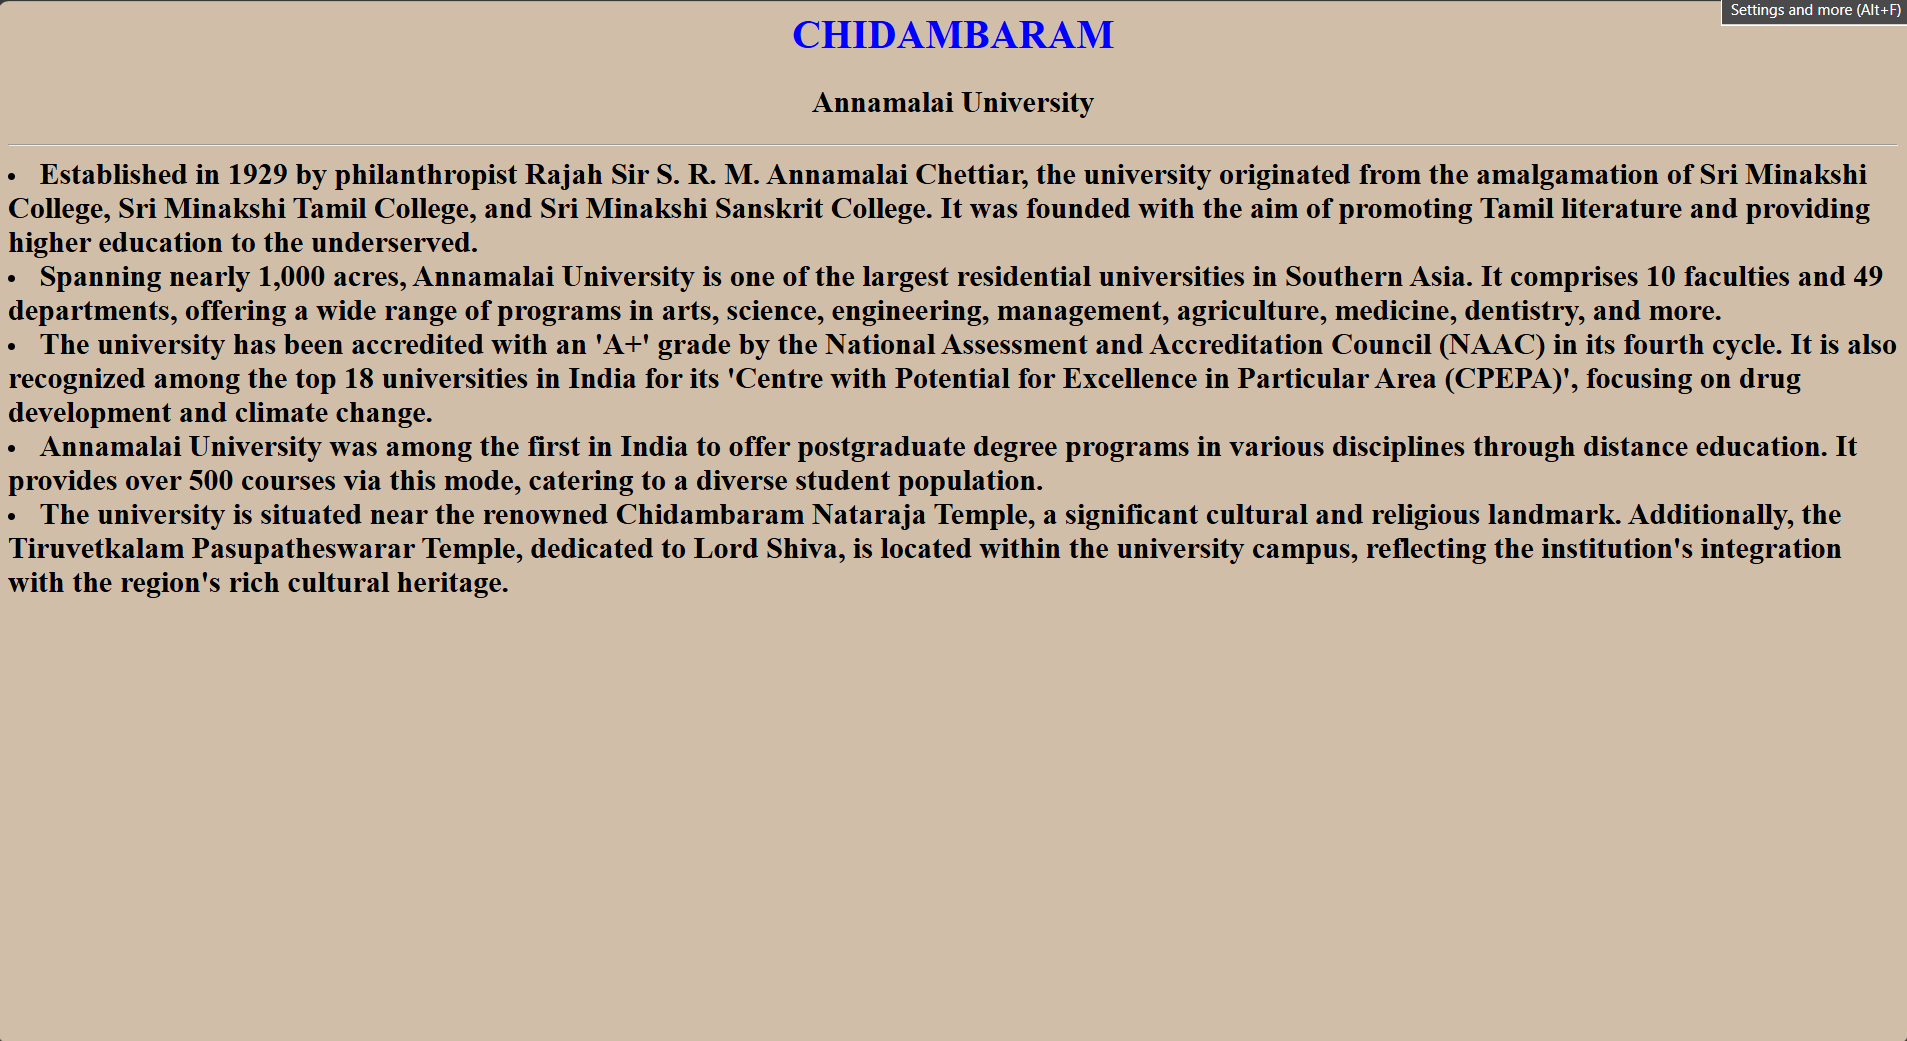 Settings and more (Alt+F)
CHIDAMBARAM
Annamalai University
• Established in 1929 by philanthropist Rajah Sir S. R. M. Annamalai Chettiar, the university originated from the amalgamation of Sri Minakshi
College, Sri Minakshi Tamil College, and Sri Minakshi Sanskrit College. It was founded with the aim of promoting Tamil literature and providing
higher education to the underserved.
• Spanning nearly 1,000 acres, Annamalai University is one of the largest residential universities in Southern Asia. It comprises 10 faculties and 49
departments, offering a wide range of programs in arts, science, engineering, management, agriculture, medicine, dentistry, and more.
• The university has been accredited with an 'A+' grade by the National Assessment and Accreditation Council (NAAC) in its fourth cycle. It is also
recognized among the top 18 universities in India for its 'Centre with Potential for Excellence in Particular Area (CPEPA)', focusing on drug
development and climate change.
• Annamalai University was among the first in India to offer postgraduate degree programs in various disciplines through distance education. It
provides over 500 courses via this mode, catering to a diverse student population.
• The university is situated near the renowned Chidambaram Nataraja Temple, a significant cultural and religious landmark. Additionally, the
Tiruvetkalam Pasupatheswarar Temple, dedicated to Lord Shiva, is located within the university campus, reflecting the institution's integration
with the region's rich cultural heritage.